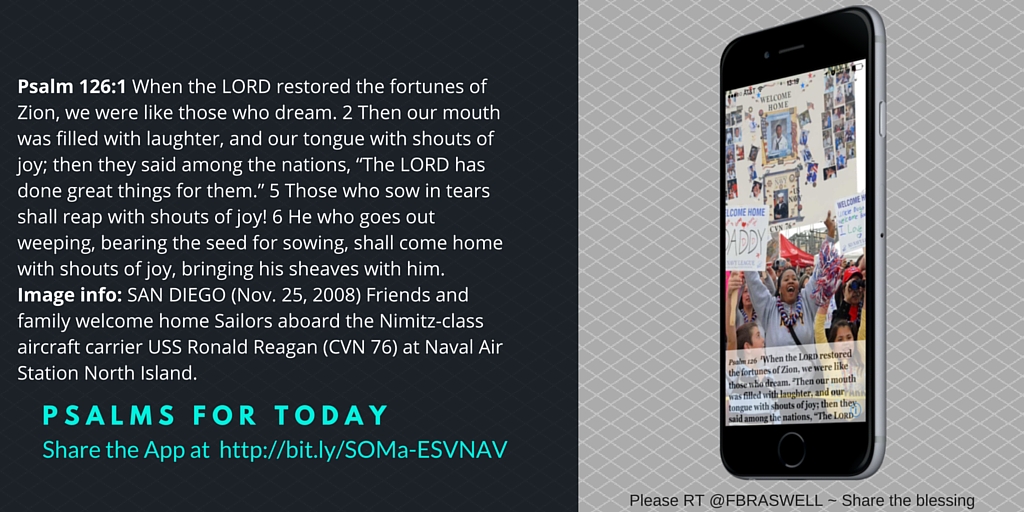 Psalm 126:1 When the LORD restored the fortunes of
Zion, we were like those who dream. 2 Then our mouth
was filled with laughter, and our tongue with shouts of
joy; then they said among the nations, “The LORD has
done great things for them.” 5 Those who sow in tears
shall reap with shouts of joy! 6 He who goes out
weeping, bearing the seed for sowing, shall come home
with shouts of joy, bringing his sheaves with him.
Image info: SAN DIEGO (Nov. 25, 2008) Friends and
family welcome home Sailors aboard the Nimitz-class
aircraft carrier USS Ronald Reagan (CVN 76) at Naval Air
Station North Island.
PSALMS FOR TODAY
Share the App at http://bit.ly/SOMa-ESVNAV
WELCOME
HOME
CVN 76
LCOME HOME
DADDY
WELCOME H
I Love
Psalm 126 1When the LORD restored
the fortunes of Zion, we were like
those who dream. 2Then our mouth
was filled with laughter, and our
tongue with shouts of joy; then they
said among the nations, “The LORD
Please RT @FBRASWELL ~ Share the blessing